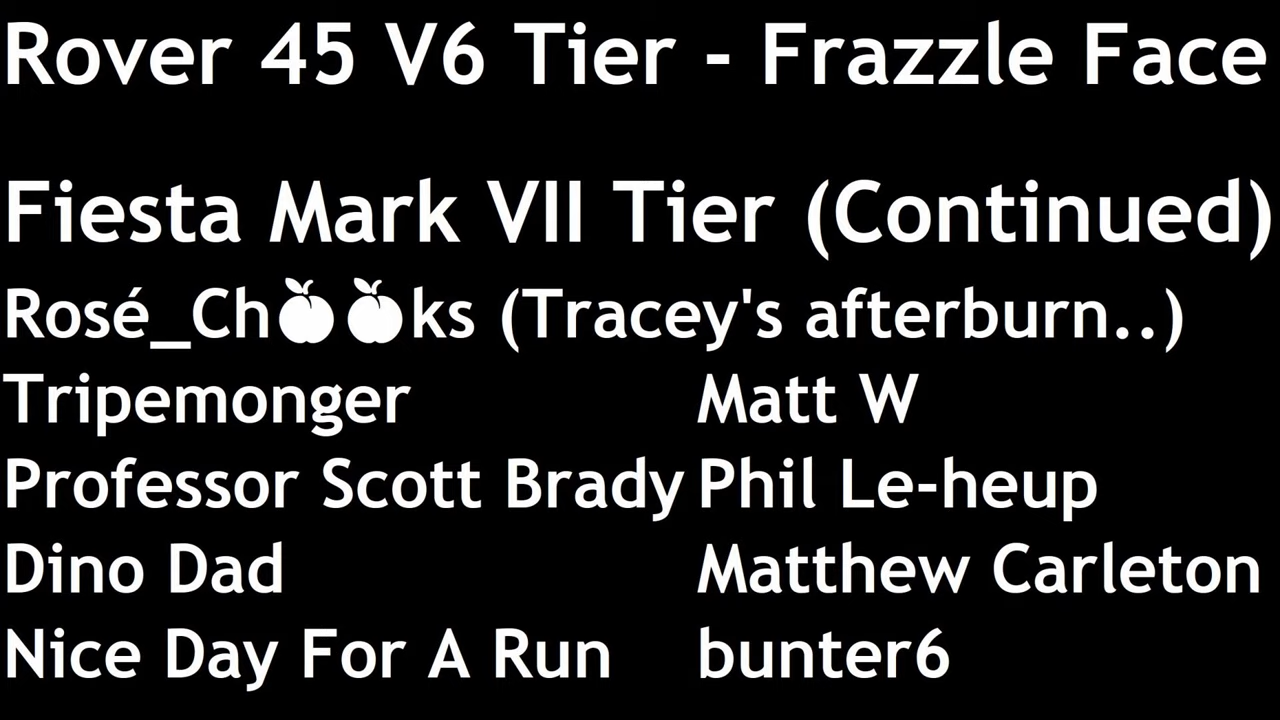 Rover 45 V6 Tier - Frazzle Face
Fiesta Mark VII Tier (Continued)
Rosé_Ch🍑🍑ks (Tracey's afterburn..)
Tripemonger Matt W
Professor Scott Brady Phil Le-heup
Dino Dad Matthew Carleton
Nice Day For A Run bunter6